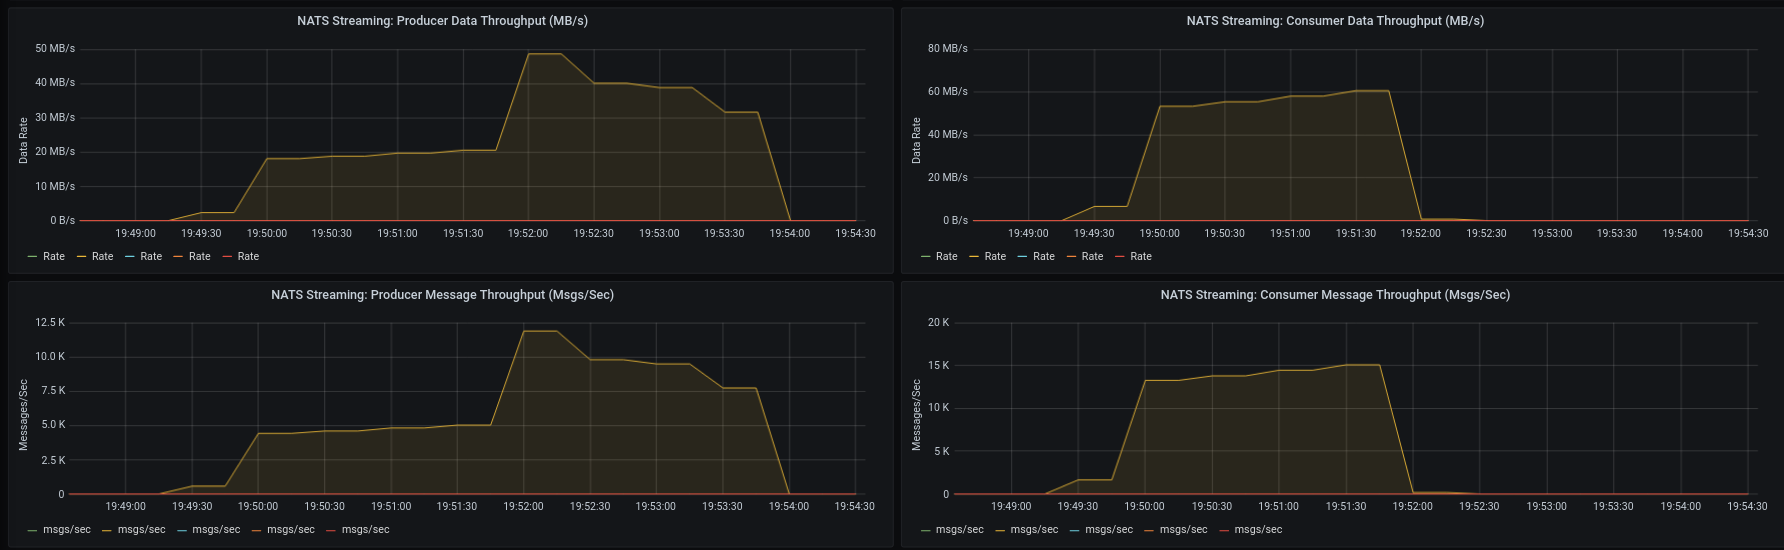 NATS Streaming: Producer Data Throughput (MB/s)
50 MB/s
40 MB/s
30 MB/s
20 MB/s
10 MB/s
0 B/s
Data Rate
19:49:00 19:49:30 19:50:00 19:50:30 19:51:00 19:51:30 19:52:00 19:52:30 19:53:00 19:53:30 19:54:00 19:54:30
Rate Rate Rate Rate Rate
NATS Streaming: Consumer Data Throughput (MB/s)
80 MB/s
60 MB/s
40 MB/s
20 MB/s
0 B/s
Data Rate
19:49:00 19:49:30 19:50:00 19:50:30 19:51:00 19:51:30 19:52:00 19:52:30 19:53:00 19:53:30 19:54:00 19:54:30
Rate Rate Rate Rate Rate
NATS Streaming: Producer Message Throughput (Msgs/Sec)
12.5 K
10.0 K
7.5 K
5.0 K
2.5 K
0
Messages/Sec
19:49:00 19:49:30 19:50:00 19:50:30 19:51:00 19:51:30 19:52:00 19:52:30 19:53:00 19:53:30 19:54:00 19:54:30
msgs/sec msgs/sec msgs/sec msgs/sec msgs/sec
NATS Streaming: Consumer Message Throughput (Msgs/Sec)
20 K
15 K
10 K
5 K
0
Messages/Sec
19:49:00 19:49:30 19:50:00 19:50:30 19:51:00 19:51:30 19:52:00 19:52:30 19:53:00 19:53:30 19:54:00 19:54:30
msgs/sec msgs/sec msgs/sec msgs/sec msgs/sec